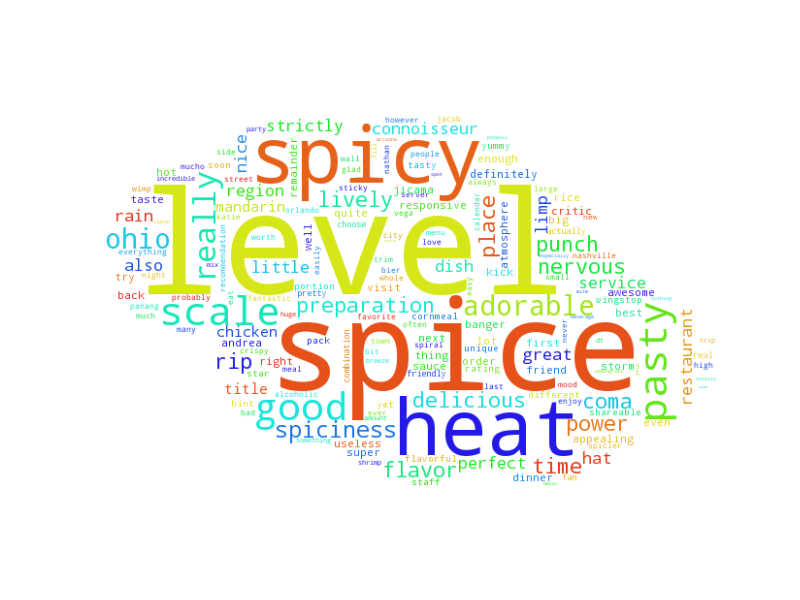 however
jacob
party
strictly
connoisseur
side
nice
remainder
spicy
wall
people
nathan
yummy
mucho
soon
tasty
enough
hot
glad
definitely
incredible
street
sticky
server
always
large
wimp
region
jicama
taste
really
katie
orlando
lively
responsive
calendar
rice
limp
awesome
mandarin
quite
vega
atmosphere
critic
rain
choose
place
big
new
ohio
recommendation
worth
well
city
menu
actually
level
love
punch
everything
easily
especially
nashville
also
little
trim
dish
kick
nervous
try
night
portion
bier
small
service
panang
fantastic
pretty
whole
visit
easy
wingstop
back
probably
eat
adorable
best
much
scale
preparation
favorite
cornmeal
huge
often
banger
never
many
chicken
pack
town
next
unique
first
restaurant
andrea
combination
bit
thing
lot
great
pasty
trip
crispy
spiral
breeze
sauce
order
friend
storm
real
rip
right
spice
rating
high
star
meal
friendly
last
mood
title
alcoholic
delicious
different
enjoy
coma
hint
good
yet
heat
shareable
bad
ever
amount
power
even
spiciness
something
appealing
useless
time
hat
spicier
super
flavorful
shrimp
flavor
perfect
dinner
fan
staff